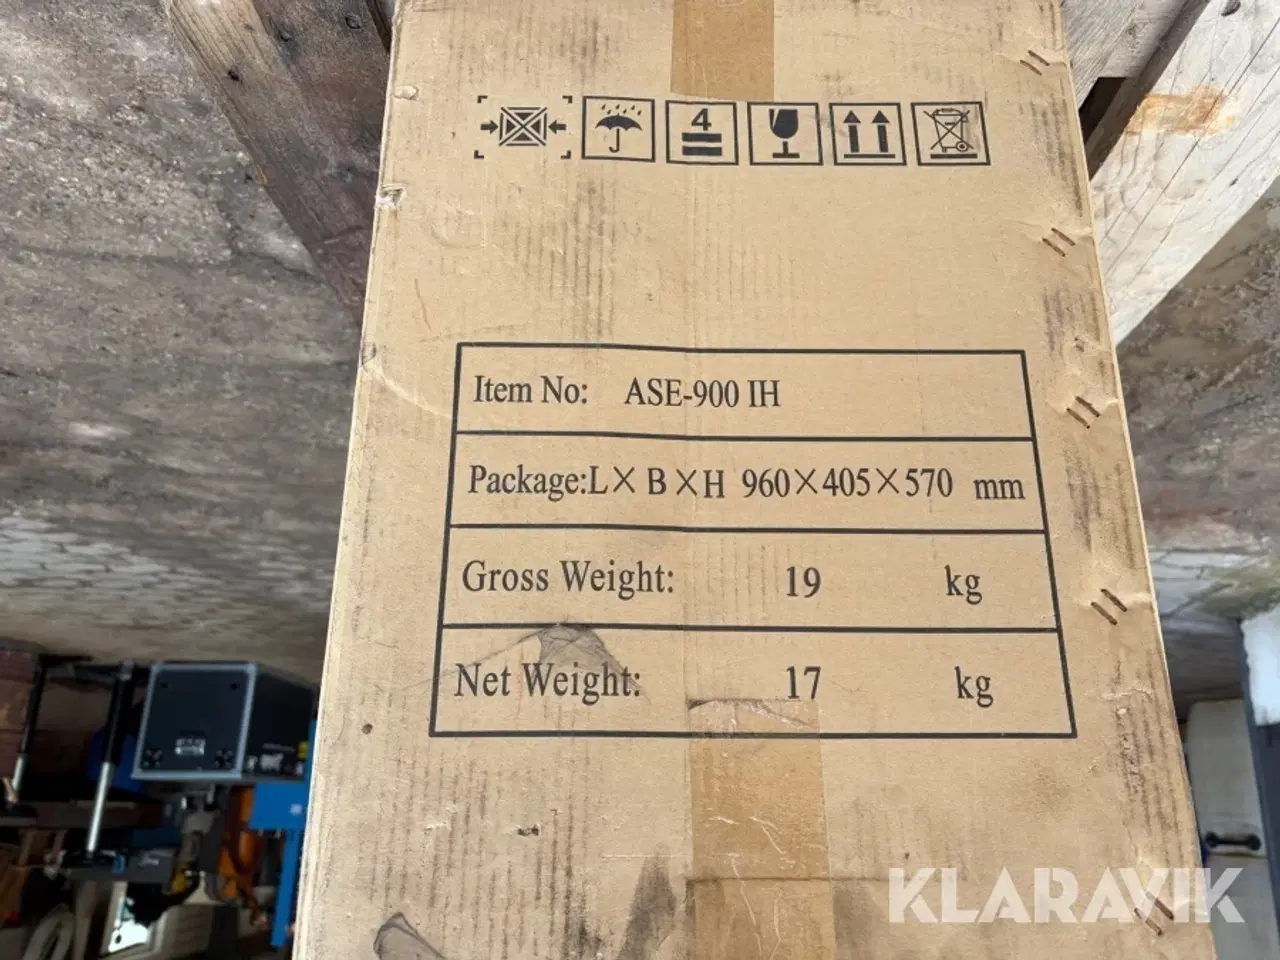 4
Item No: ASE-900 IH
Package:L×B×H 960×405×570 mm
Gross Weight: 19 kg
Net Weight: 17 kg
KLARAVIK